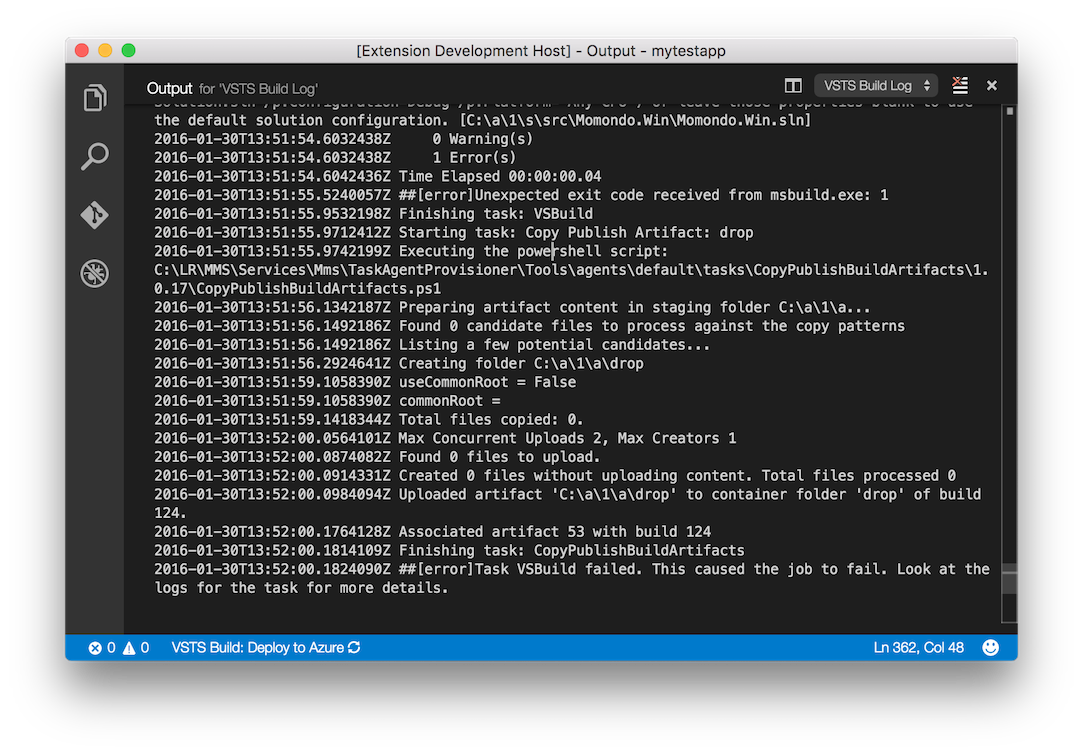 [Extension Development Host] - Output - mytestapp
Output for 'VSTS Build Log'
VSTS Build Log
the default solution configuration. [C:\a\1\s\src\Momondo.Win\Momondo.Win.sln]
2016-01-30T13:51:54.6032438Z     0 Warning(s)
2016-01-30T13:51:54.6032438Z     1 Error(s)
2016-01-30T13:51:54.6042436Z Time Elapsed 00:00:00.04
2016-01-30T13:51:55.5240057Z ##[error]Unexpected exit code received from msbuild.exe: 1
2016-01-30T13:51:55.9532198Z Finishing task: VSBuild
2016-01-30T13:51:55.9712412Z Starting task: Copy Publish Artifact: drop
2016-01-30T13:51:55.9742199Z Executing the powershell script:
C:\LR\MMS\Services\Mms\TaskAgentProvisioner\Tools\agents\default\tasks\CopyPublishBuildArtifacts\1.
0.17\CopyPublishBuildArtifacts.ps1
2016-01-30T13:51:56.1342187Z Preparing artifact content in staging folder C:\a\1\a...
2016-01-30T13:51:56.1492186Z Found 0 candidate files to process against the copy patterns
2016-01-30T13:51:56.1492186Z Listing a few potential candidates...
2016-01-30T13:51:56.2924641Z Creating folder C:\a\1\a\drop
2016-01-30T13:51:59.1058390Z useCommonRoot = False
2016-01-30T13:51:59.1058390Z commonRoot =
2016-01-30T13:51:59.1418344Z Total files copied: 0.
2016-01-30T13:52:00.0564101Z Max Concurrent Uploads 2, Max Creators 1
2016-01-30T13:52:00.0874082Z Found 0 files to upload.
2016-01-30T13:52:00.0914331Z Created 0 files without uploading content. Total files processed 0
2016-01-30T13:52:00.0984094Z Uploaded artifact 'C:\a\1\a\drop' to container folder 'drop' of build
124.
2016-01-30T13:52:00.1764128Z Associated artifact 53 with build 124
2016-01-30T13:52:00.1814109Z Finishing task: CopyPublishBuildArtifacts
2016-01-30T13:52:00.1824090Z ##[error]Task VSBuild failed. This caused the job to fail. Look at the
logs for the task for more details.
0 0 VSTS Build: Deploy to Azure Ln 362, Col 48